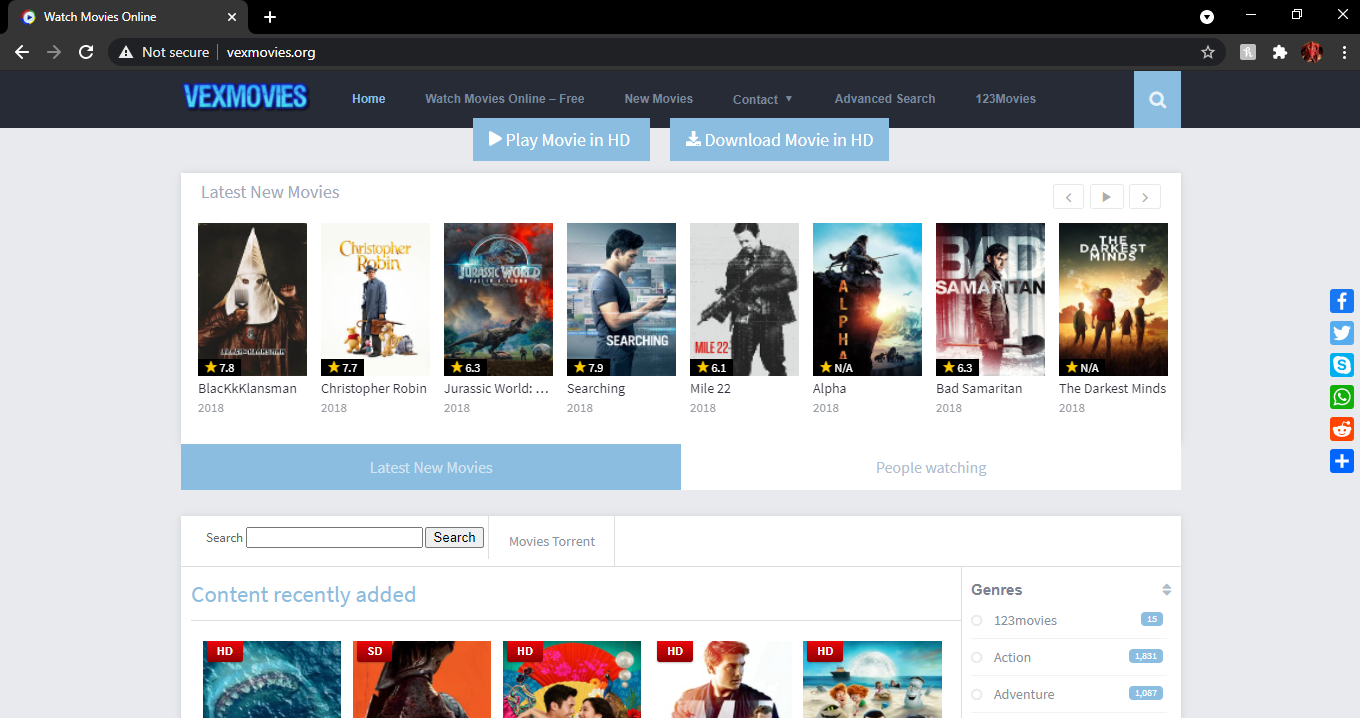 Watch Movies Online
Not secure
vexmovies.org
VEXMOVIES
Home
Watch Movies Online – Free
New Movies
Contact
Advanced Search
123Movies
Play Movie in HD
Download Movie in HD
Latest New Movies
Christopher Robin
JURASSIC WORLD
SEARCHING
MILE 22
ALPHA
BAD SAMARITAN
THE DARKEST MINDS
7.8
7.7
6.3
7.9
6.1
N/A
6.3
N/A
BlacKkKlansman
Christopher Robin
Jurassic World: …
Searching
Mile 22
Alpha
Bad Samaritan
The Darkest Minds
2018
2018
2018
2018
2018
2018
2018
2018
Latest New Movies
People watching
Search
Search
Movies Torrent
Content recently added
HD
SD
HD
HD
HD
Genres
123movies
15
Action
1,831
Adventure
1,087